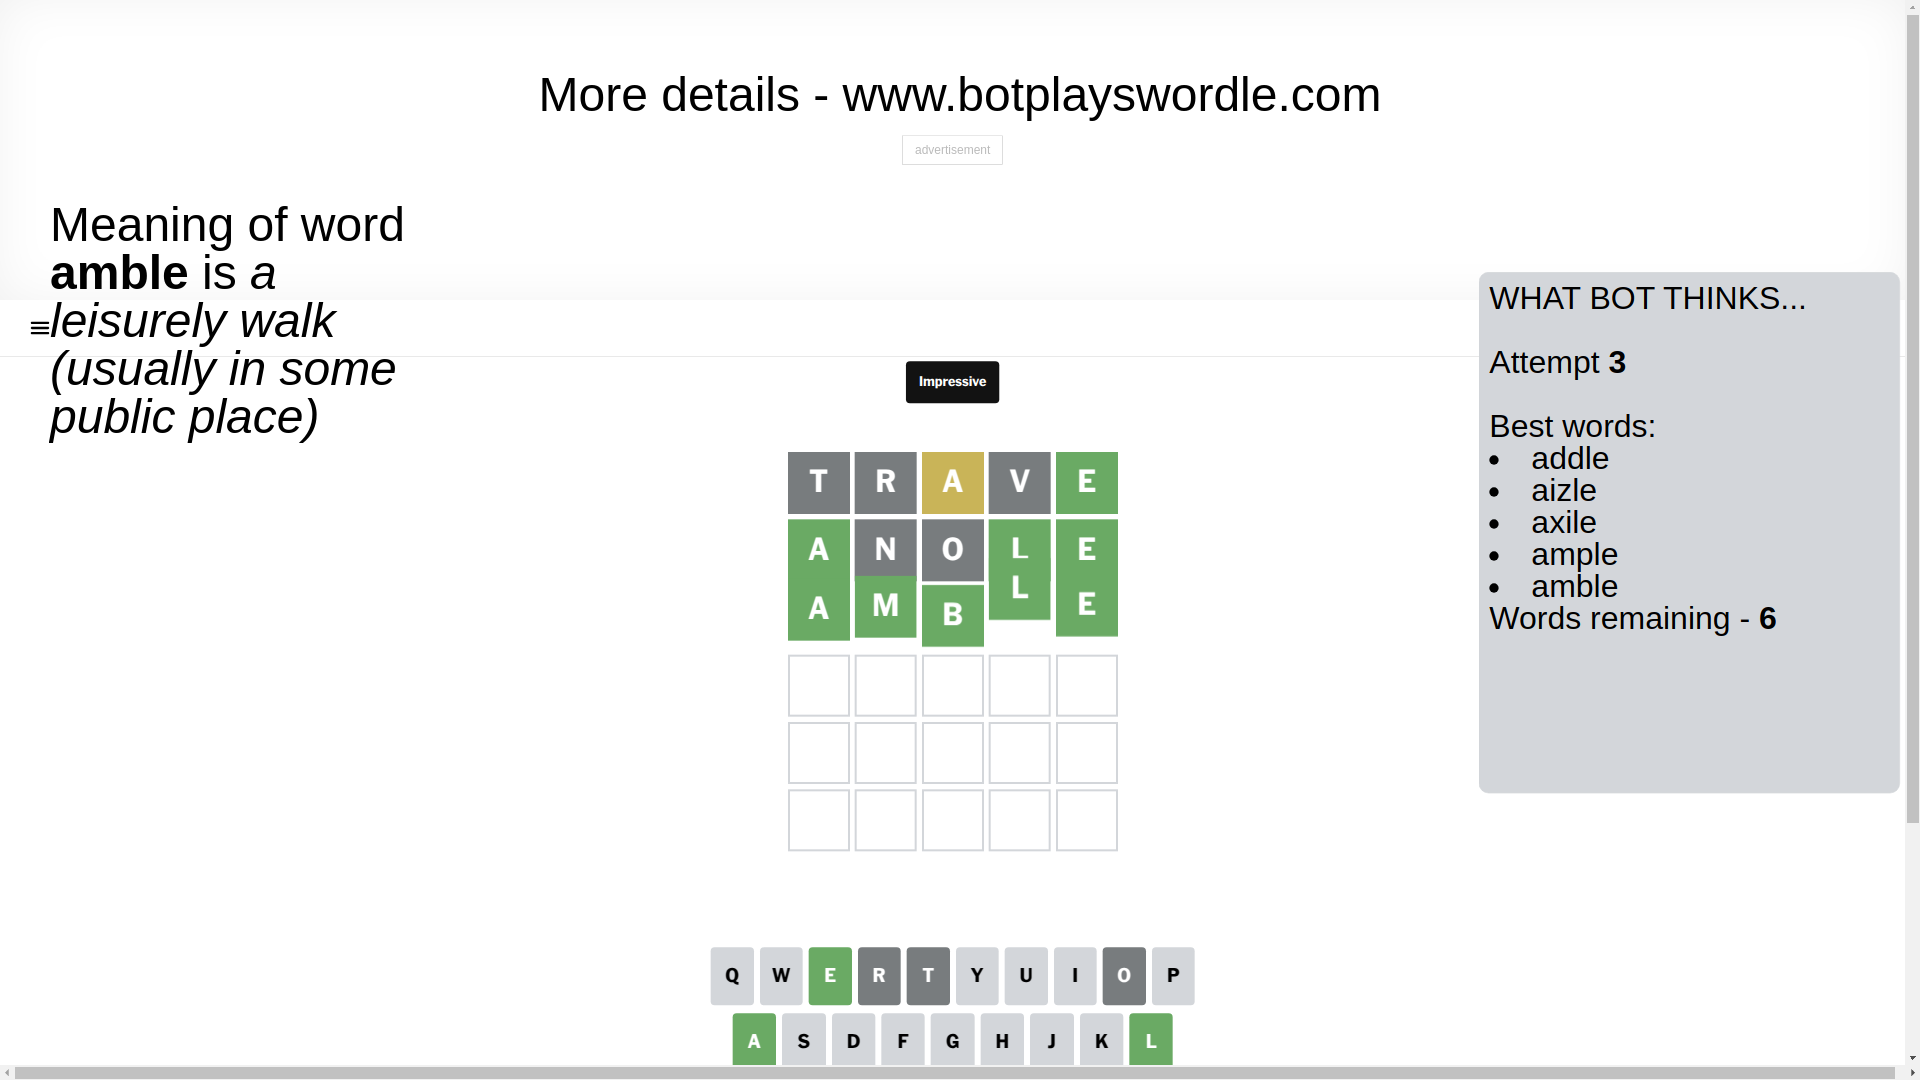 More details - www.botplayswordle.com
advertisement
Meaning of word
amble is a
leisurely walk
(usually in some
public place)
WHAT BOT THINKS...
Attempt 3
Best words:
• addle
• aizle
• axile
• ample
• amble
Words remaining - 6
Impressive
T R A V E
A N O L E
A M B L E
Q W E R T Y U I O P
A S D F G H J K L